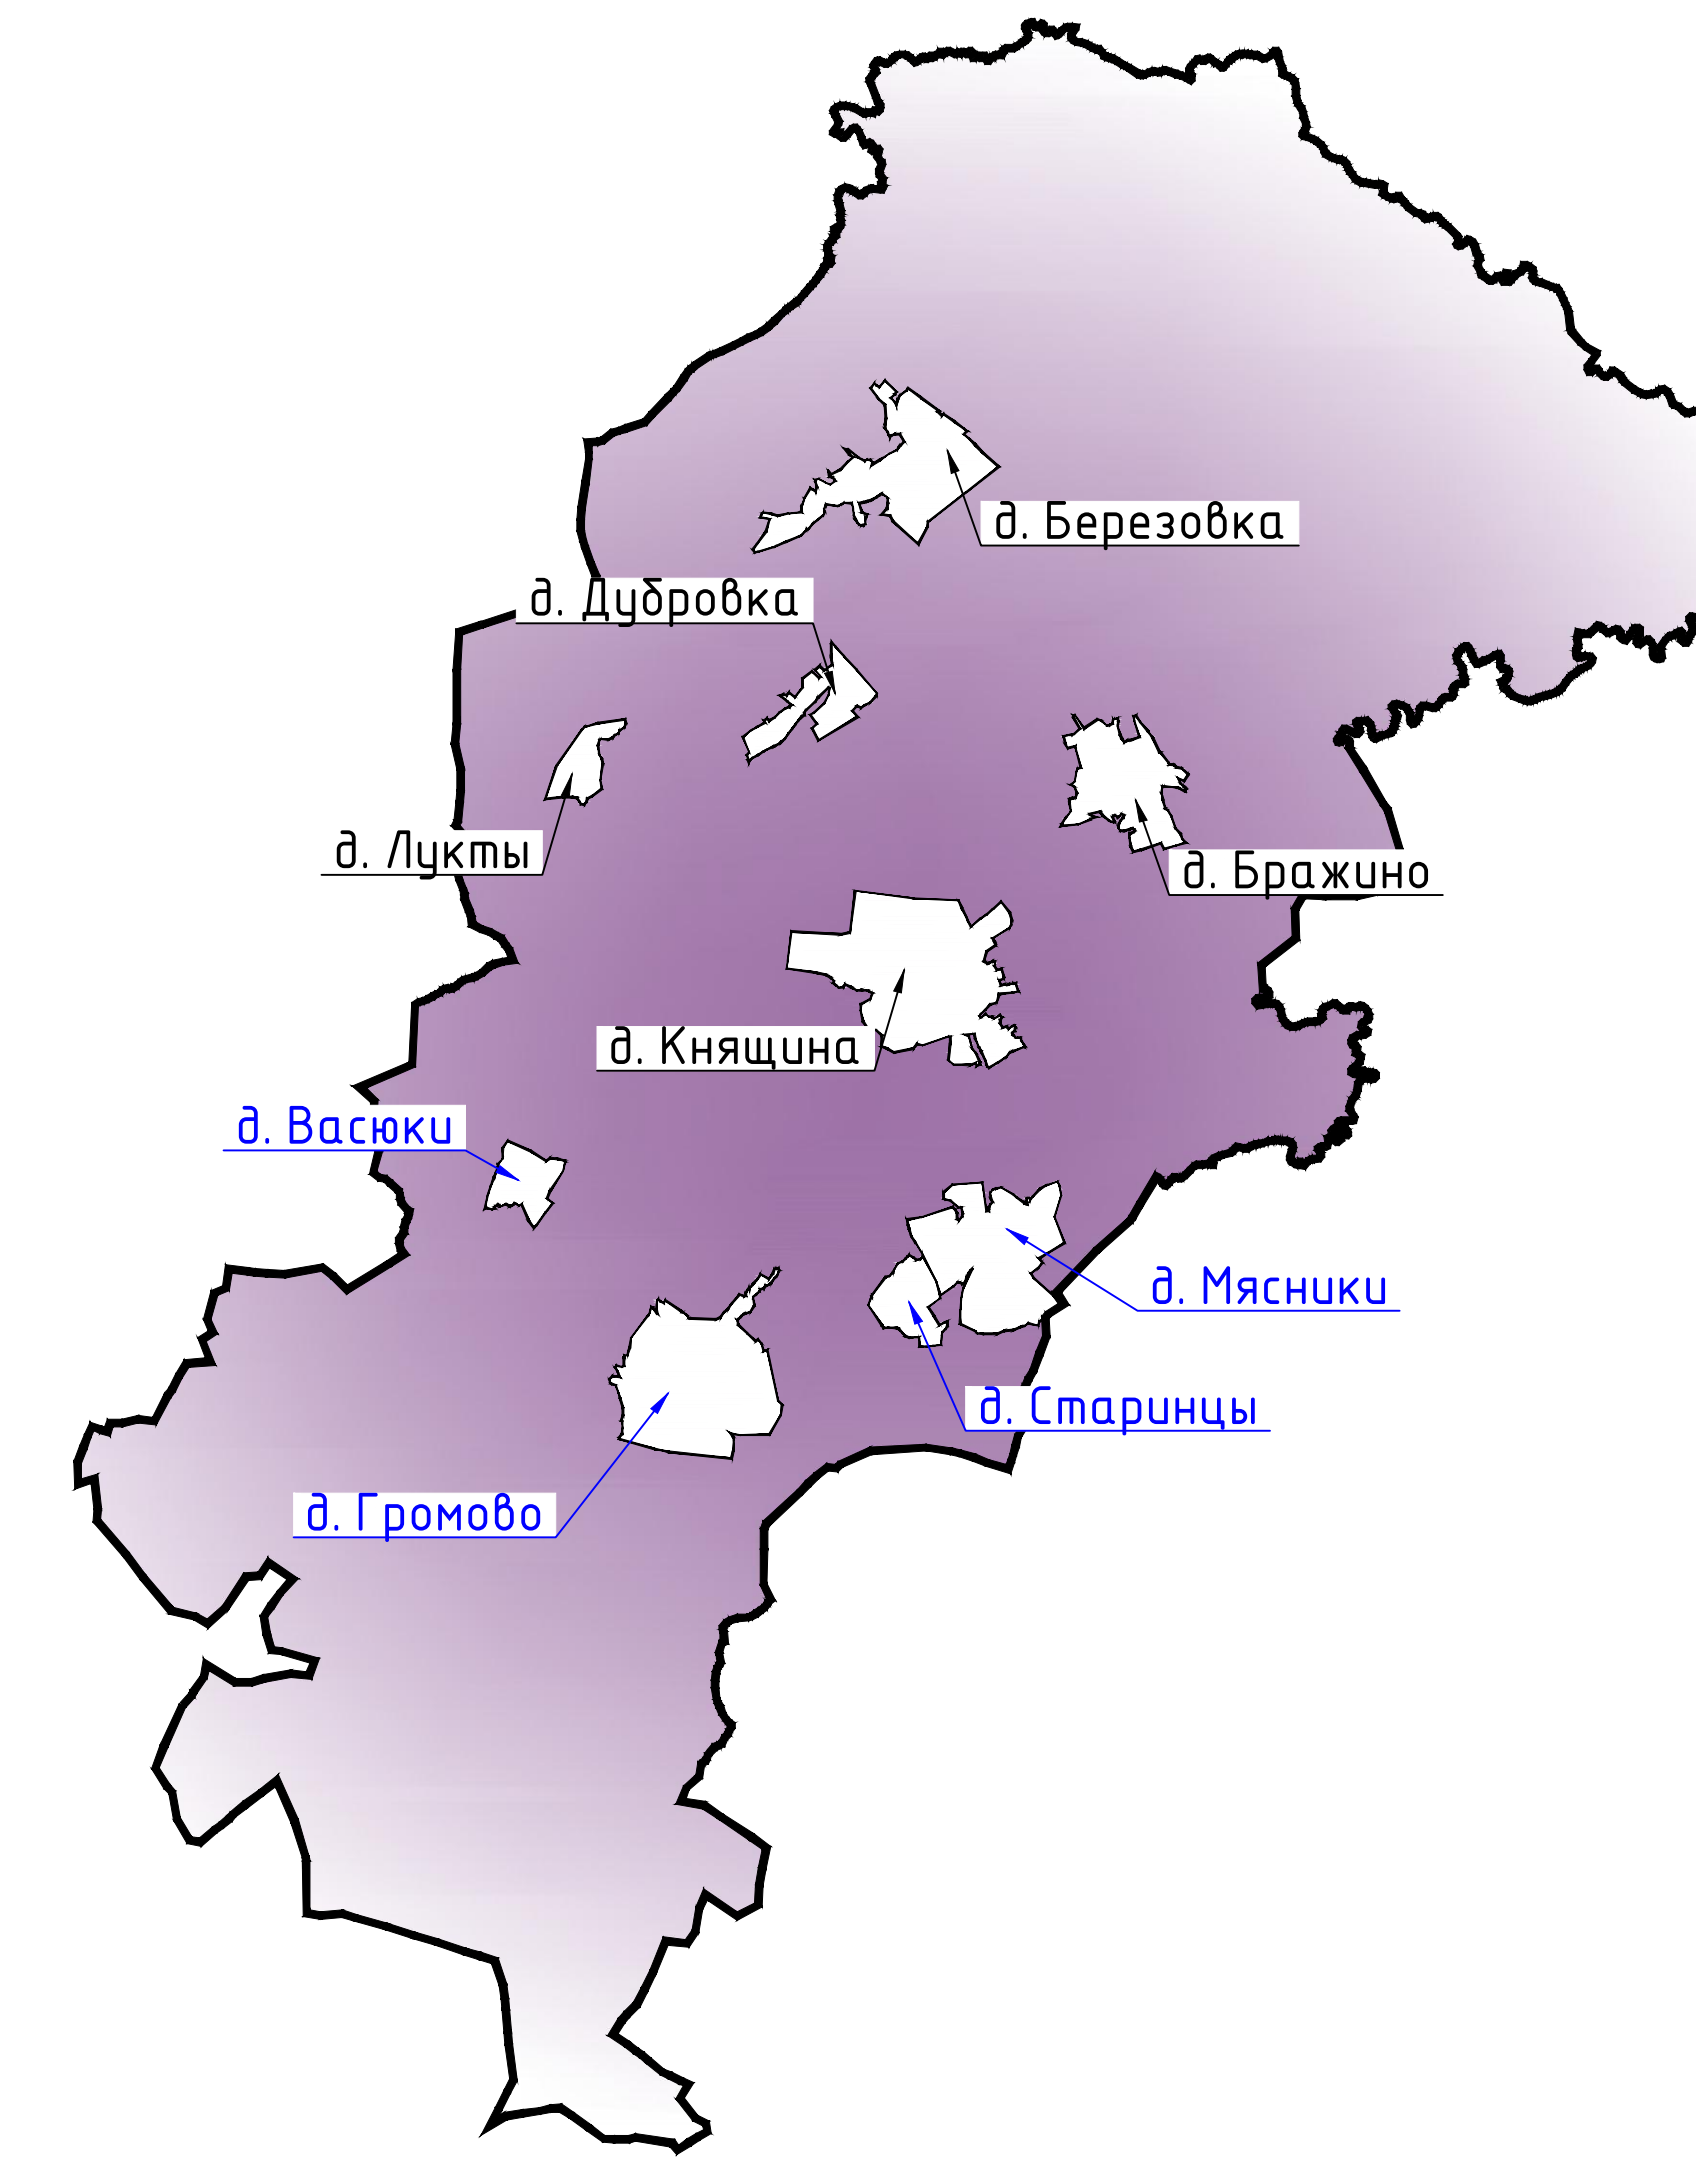 д. Березовка
д. Дубровка
д. Лукты
д. Бражино
д. Княщина
д. Васюки
д. Мясники
д. Старинцы
д. Громово